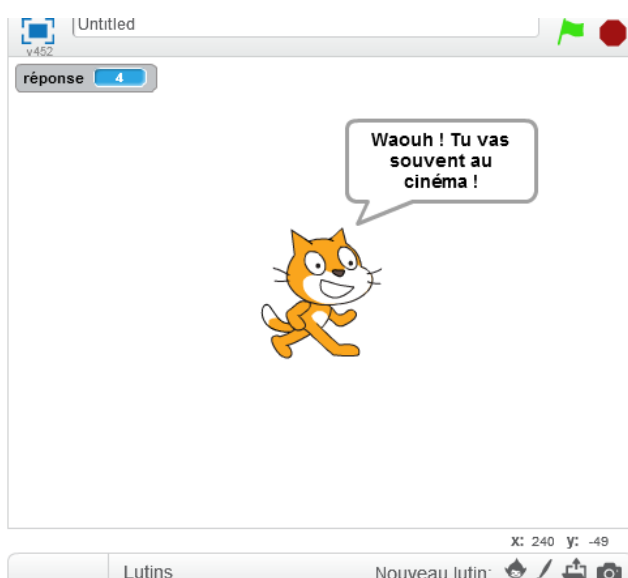 Untitled
v452
réponse 4
Waouh ! Tu vas
souvent au
cinéma !
x: 240 y: -49
Lutins
Nouveau lutin: